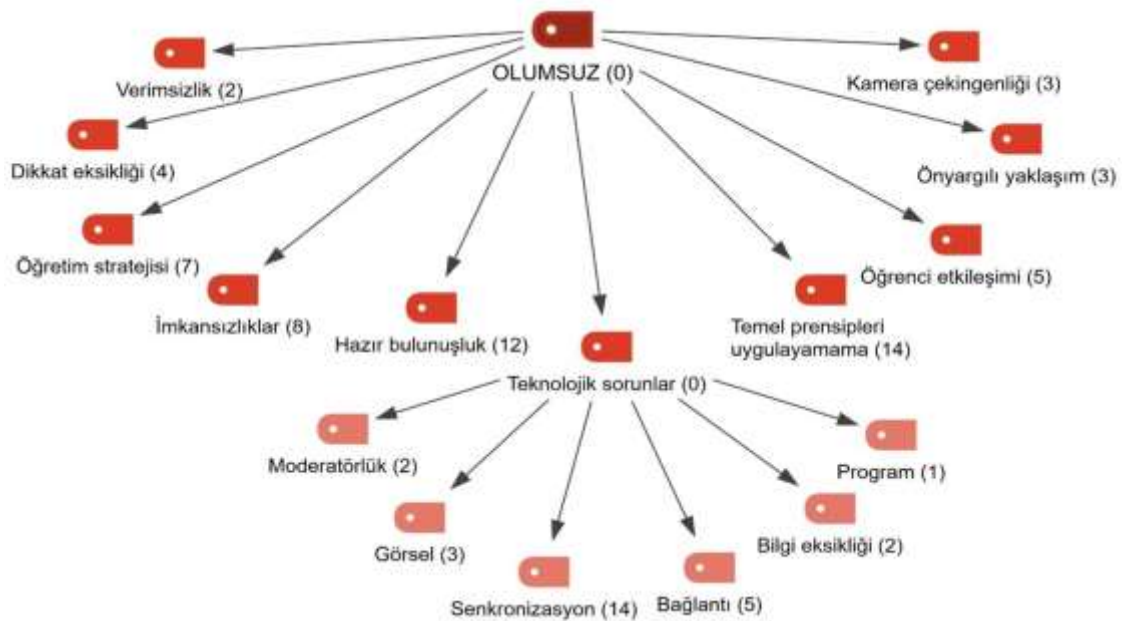 OLUMSUZ (0)
Verimsizlik (2)
Kamera çekingenliği (3)
Dikkat eksikliği (4)
Önyargılı yaklaşım (3)
Öğretim stratejisi (7)
Öğrenci etkileşimi (5)
İmkansızlıklar (8)
Hazır bulunuşluk (12)
Temel prensipleri
uygulayamama (14)
Teknolojik sorunlar (0)
Moderatörlük (2)
Program (1)
Görsel (3)
Bilgi eksikliği (2)
Senkronizasyon (14)
Bağlantı (5)